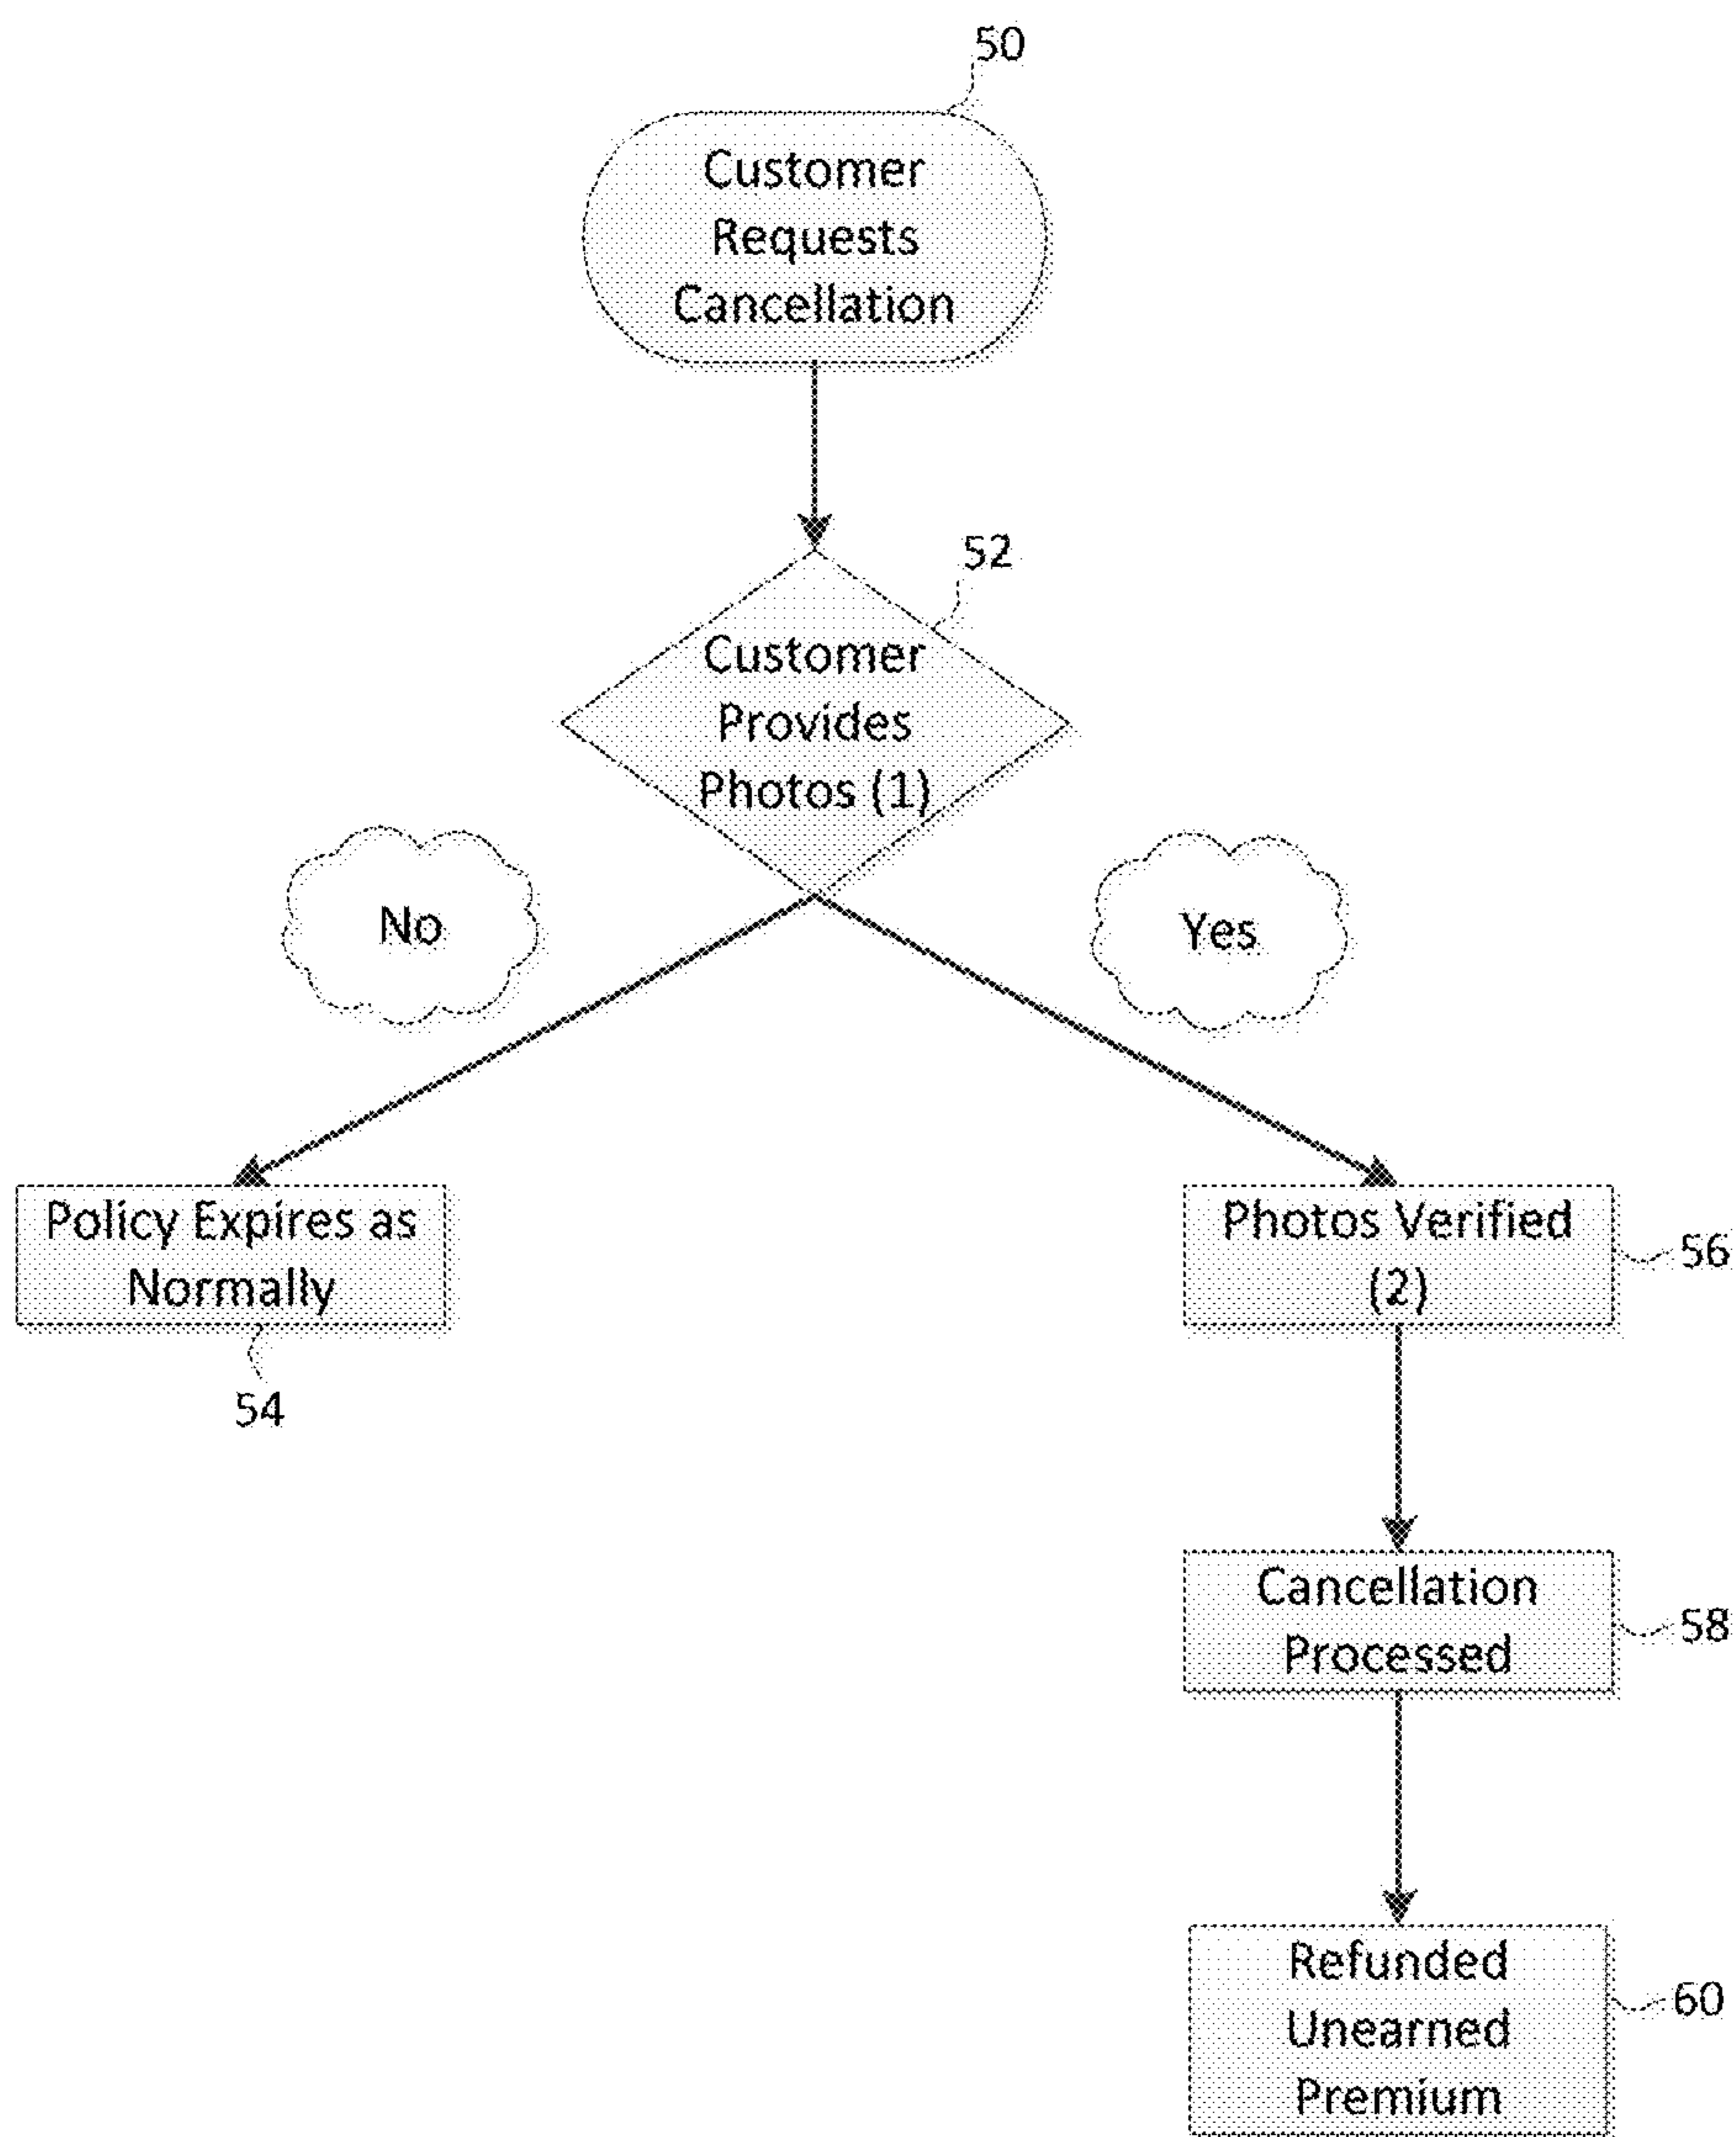 50
Customer
Requests
Cancellation
52
Customer
Provides
Photos (1)
No
Yes
Policy Expires as
Normally
54
Photos Verified
(2)
56
Cancellation
Processed
58
Refunded
Unearned
Premium
60